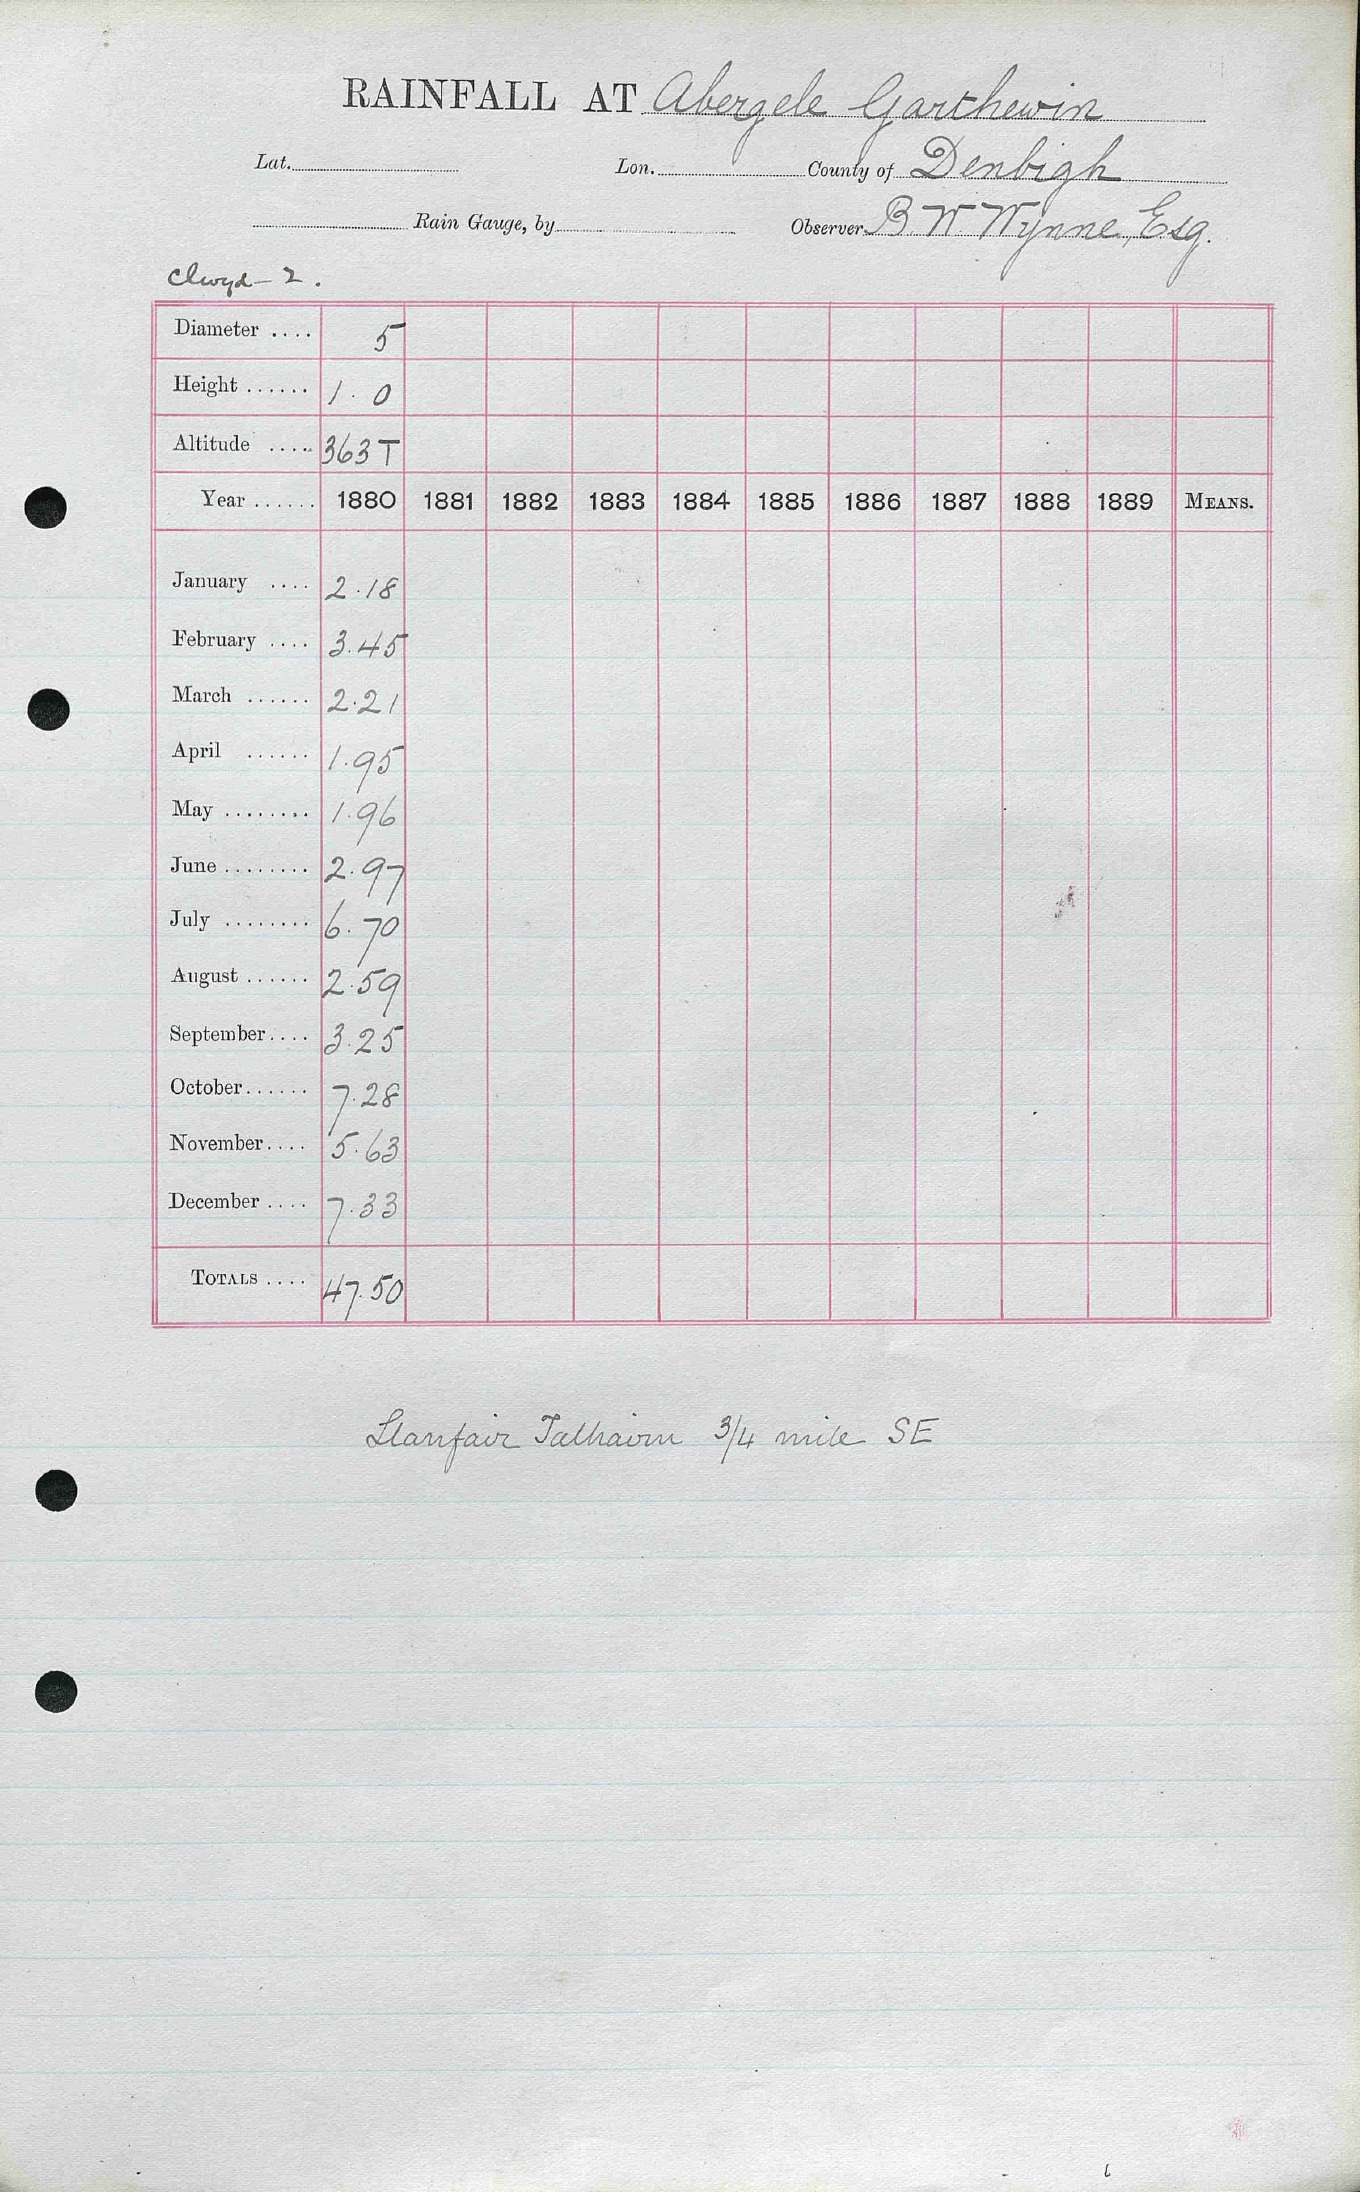 RAINFALL AT Abergele Garthewin
Lat. Lon. County of Denbigh
Rain Gauge, by Observer B. W. Wynne, Esq.
Clwyd - 2.
Diameter .... 5
Height ...... 1. 0
Altitude .... 363 T
Year ...... 1880 1881 1882 1883 1884 1885 1886 1887 1888 1889 MEANS.
January .... 2.18
February .... 3.45
March ...... 2.21
April ...... 1.95
May ........ 1.96
June ........ 2.97
July ........ 6.70
August ...... 2.59
September.... 3.25
October...... 7.28
November.... 5.63
December .... 7.33
TOTALS .... 47.50
Llanfair Talhairn 3/4 mile SE